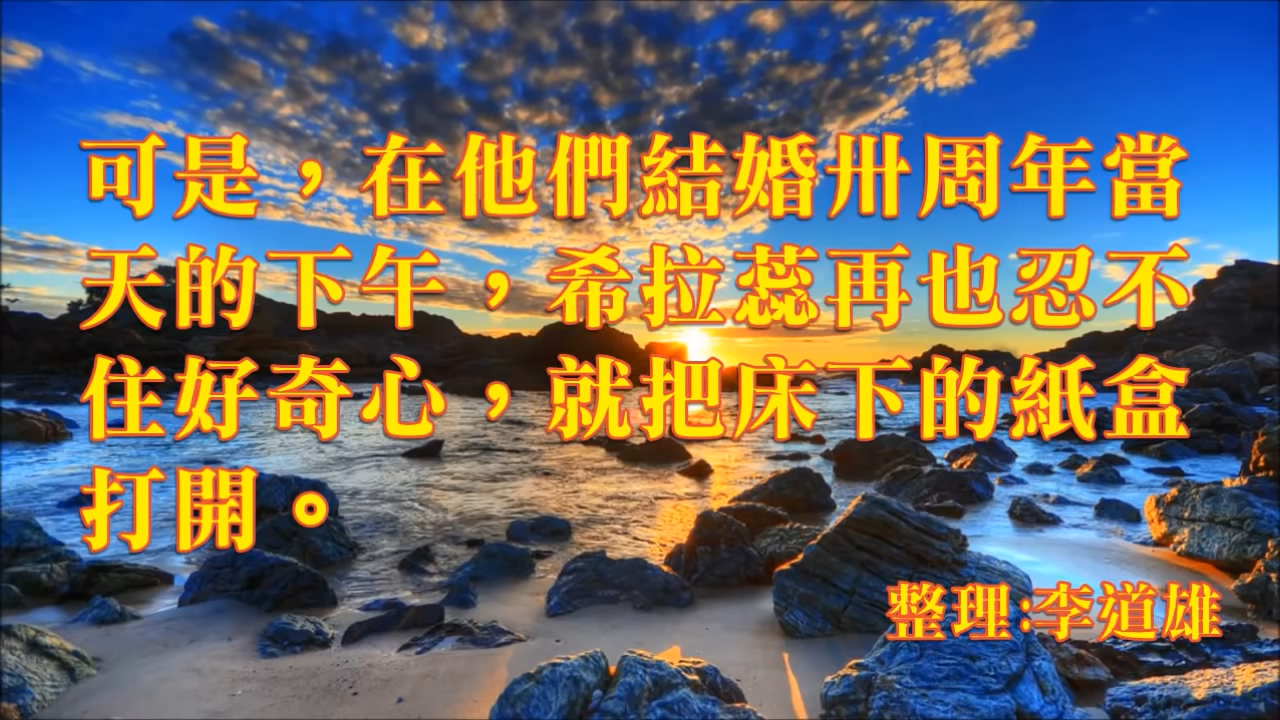 可是，在他們結婚卅周年當
天的下午，希拉蕊再也忍不
住好奇心，就把床下的紙盒
打開。
整理:李道雄